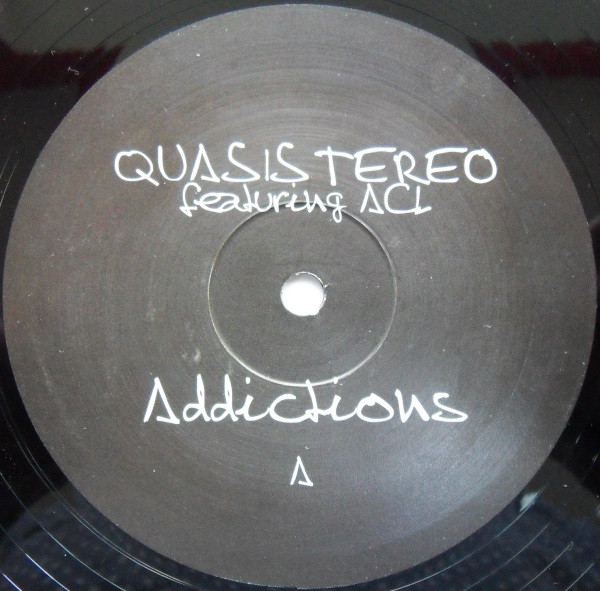 QUASISTEREO
featuring ACL
Addictions
A